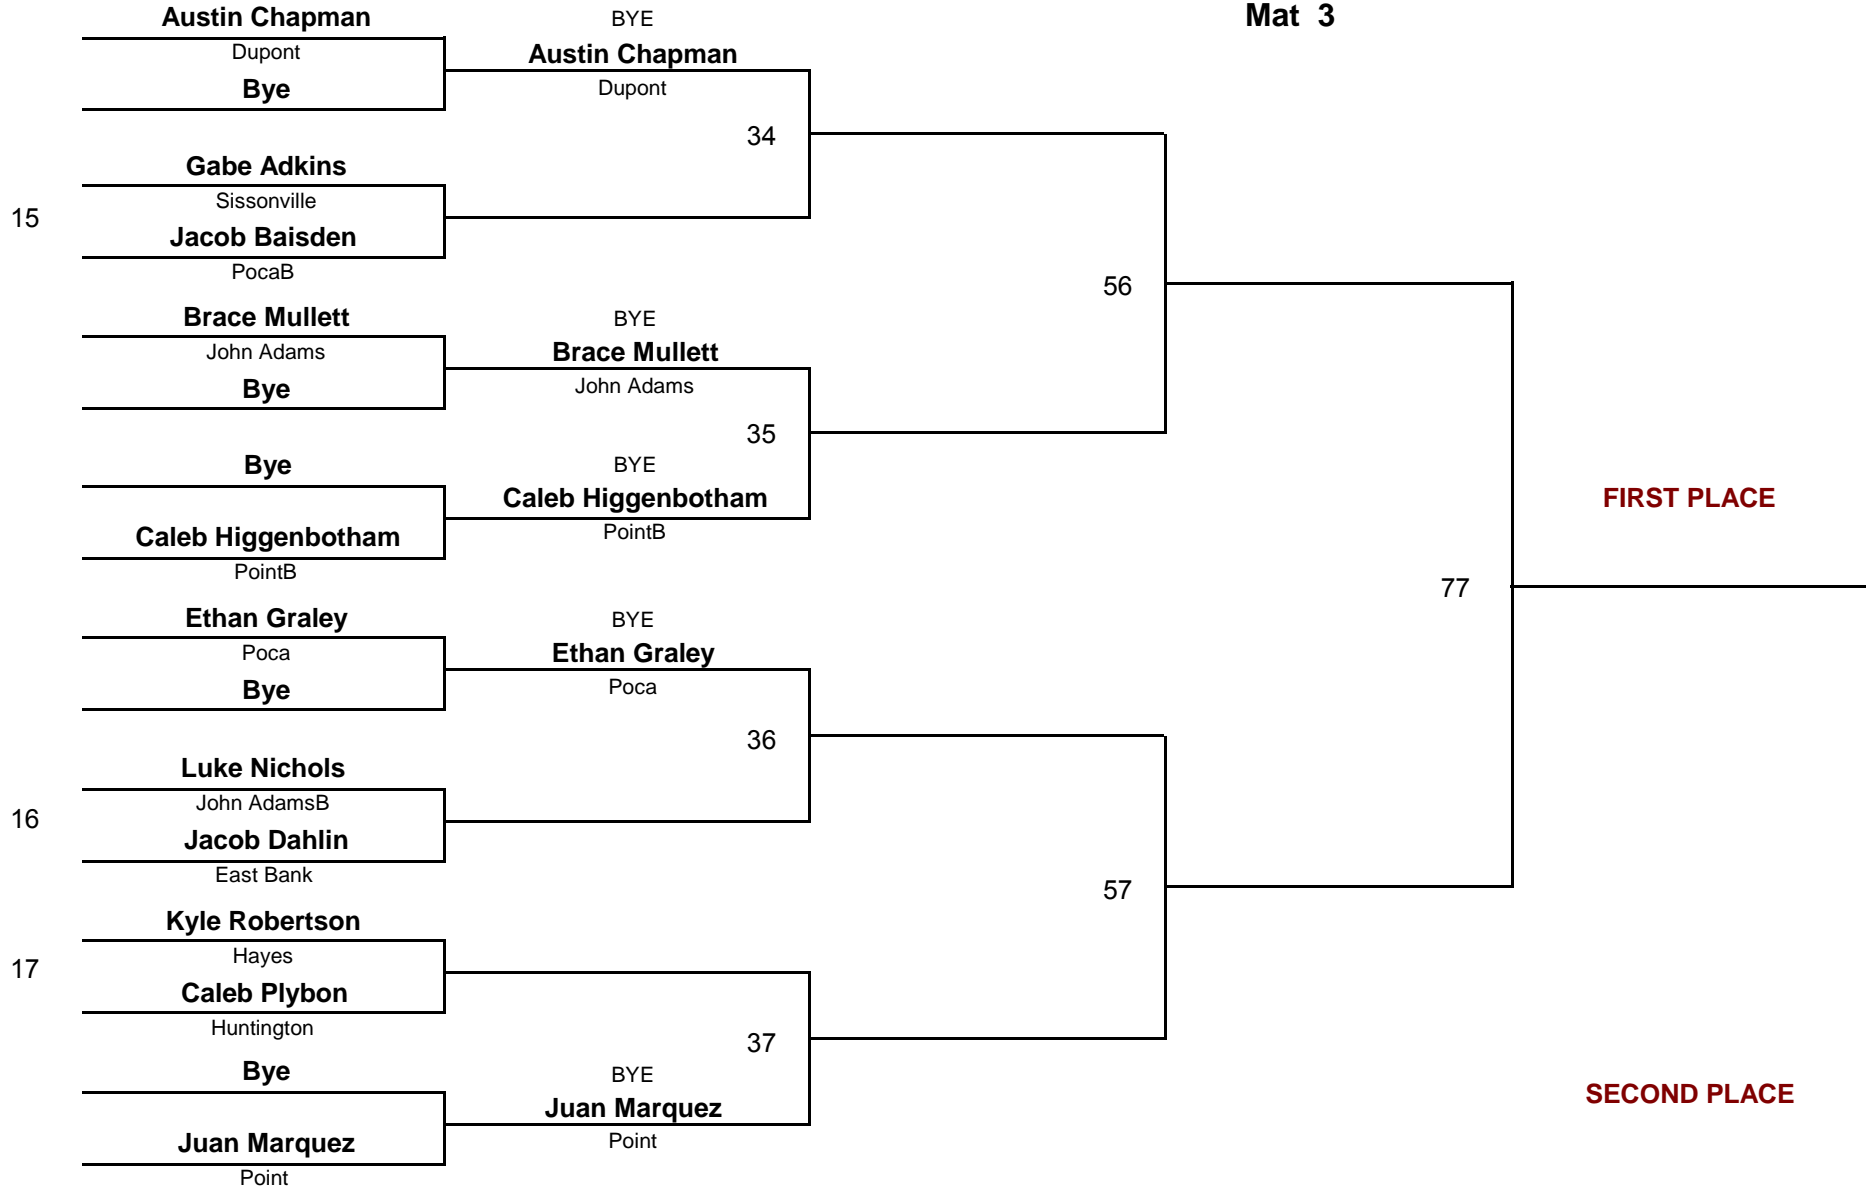 Mat 3
Austin Chapman
Dupont
Bye
BYE
Austin Chapman
Dupont
34
15
Gabe Adkins
Sissonville
Jacob Baisden
PocaB
56
Brace Mullett
John Adams
Bye
BYE
Brace Mullett
John Adams
35
Bye
Caleb Higgenbotham
PointB
BYE
Caleb Higgenbotham
PointB
FIRST PLACE
77
Ethan Graley
Poca
Bye
BYE
Ethan Graley
Poca
36
16
Luke Nichols
John AdamsB
Jacob Dahlin
East Bank
57
17
Kyle Robertson
Hayes
Caleb Plybon
Huntington
37
Bye
Juan Marquez
Point
BYE
Juan Marquez
Point
SECOND PLACE